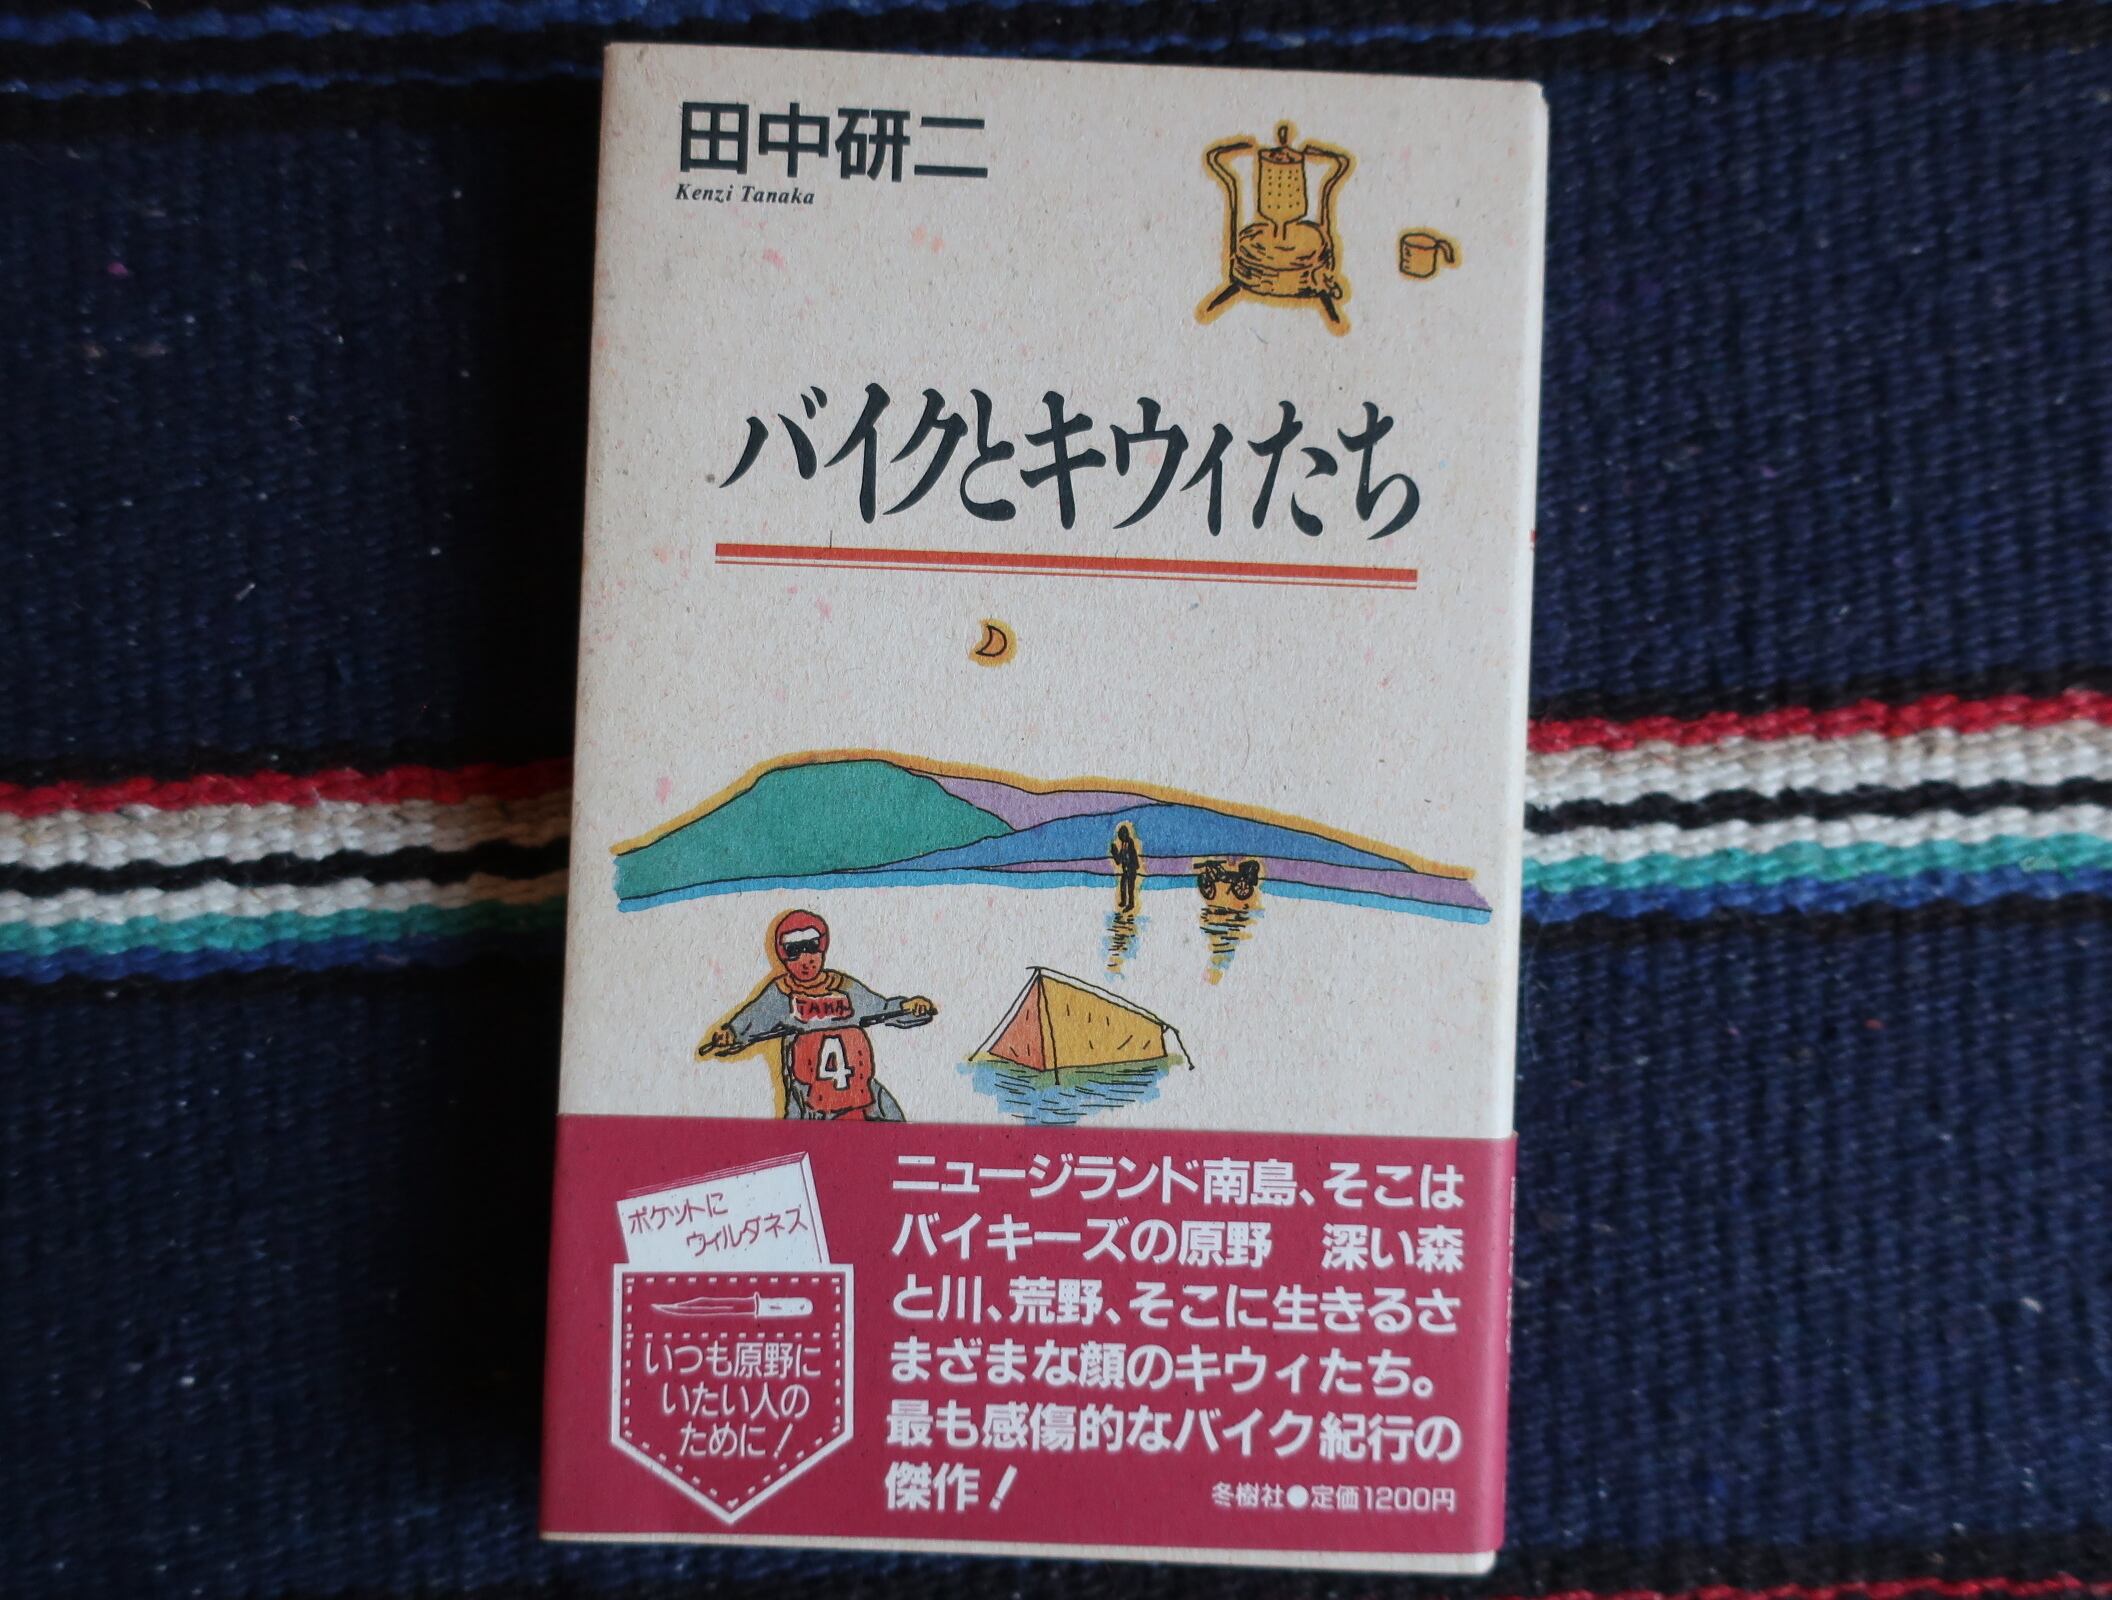 田中研二
Kenzi Tanaka
バイクとキウィたち
TAKA
4
ポケットに
ウィルダネス
いつも原野に
いたい人の
ために!
ニュージランド南島、そこは
バイキーズの原野 深い森
と川、荒野、そこに生きるさ
まざまな顔のキウィたち。
最も感傷的なバイク紀行の
傑作!
冬樹社●定価1200円